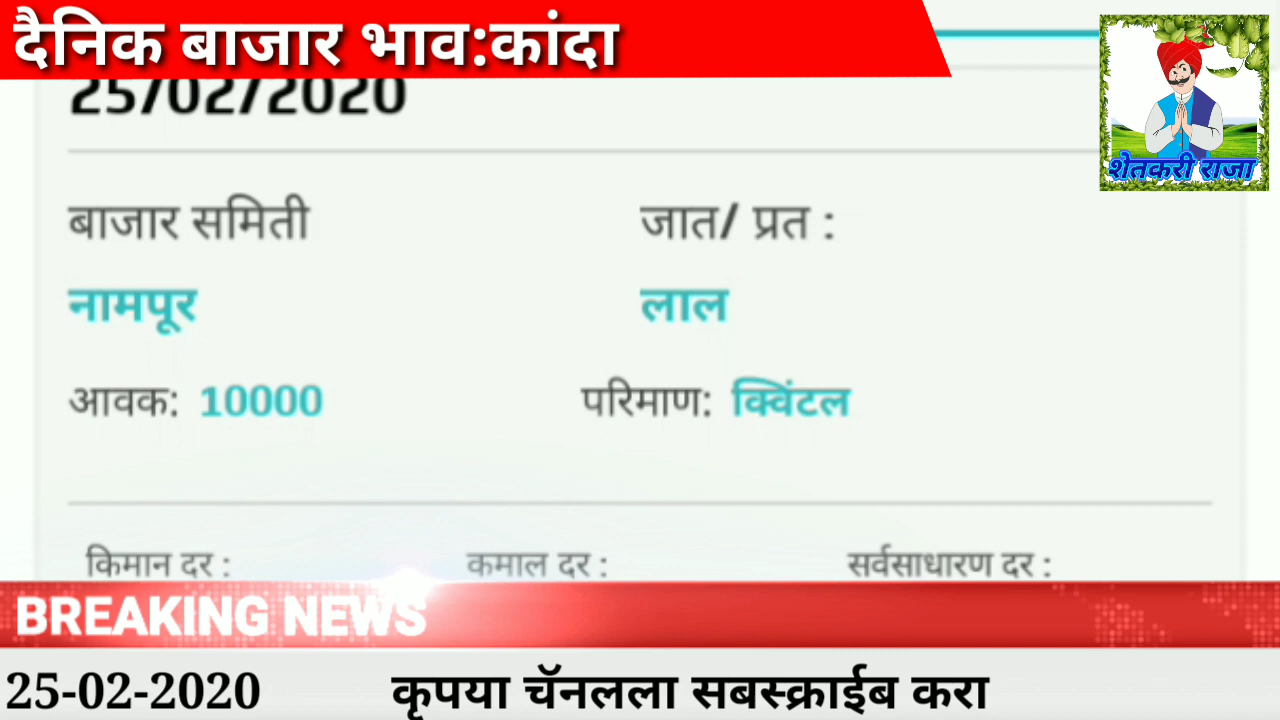 दैनिक बाजार भाव:कांदा
25/02/2020
शेतकरी राजा
बाजार समिती जात/ प्रत :
नामपूर लाल
आवक: 10000 परिमाण: क्विंटल
किमान दर : कमाल दर : सर्वसाधारण दर :
BREAKING NEWS
25-02-2020 कृपया चॅनलला सबस्क्राईब करा